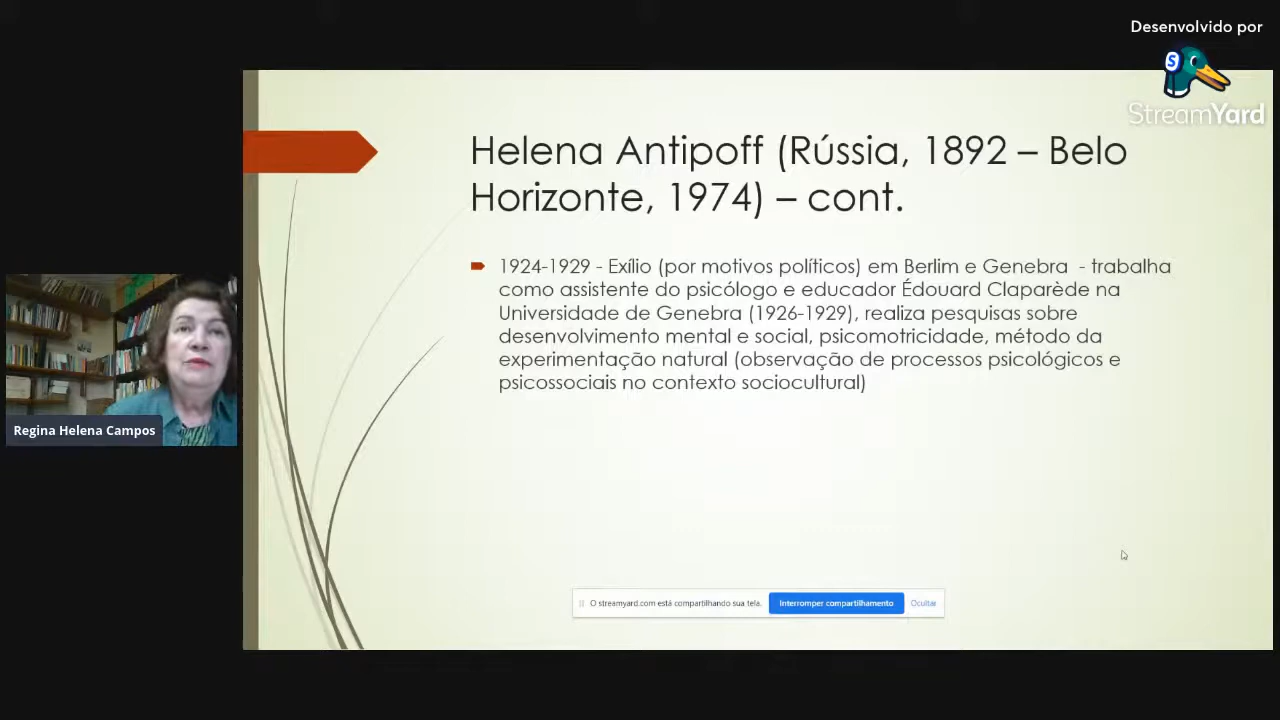 Desenvolvido por
StreamYard
Helena Antipoff (Rússia, 1892 – Belo
Horizonte, 1974) – cont.
1924-1929 - Exílio (por motivos políticos) em Berlim e Genebra - trabalha
como assistente do psicólogo e educador Édouard Claparède na
Universidade de Genebra (1926-1929), realiza pesquisas sobre
desenvolvimento mental e social, psicomotricidade, método da
experimentação natural (observação de processos psicológicos e
psicossociais no contexto sociocultural)
Regina Helena Campos
O streamyard.com está compartilhando sua tela. Interromper compartilhamento Ocultar